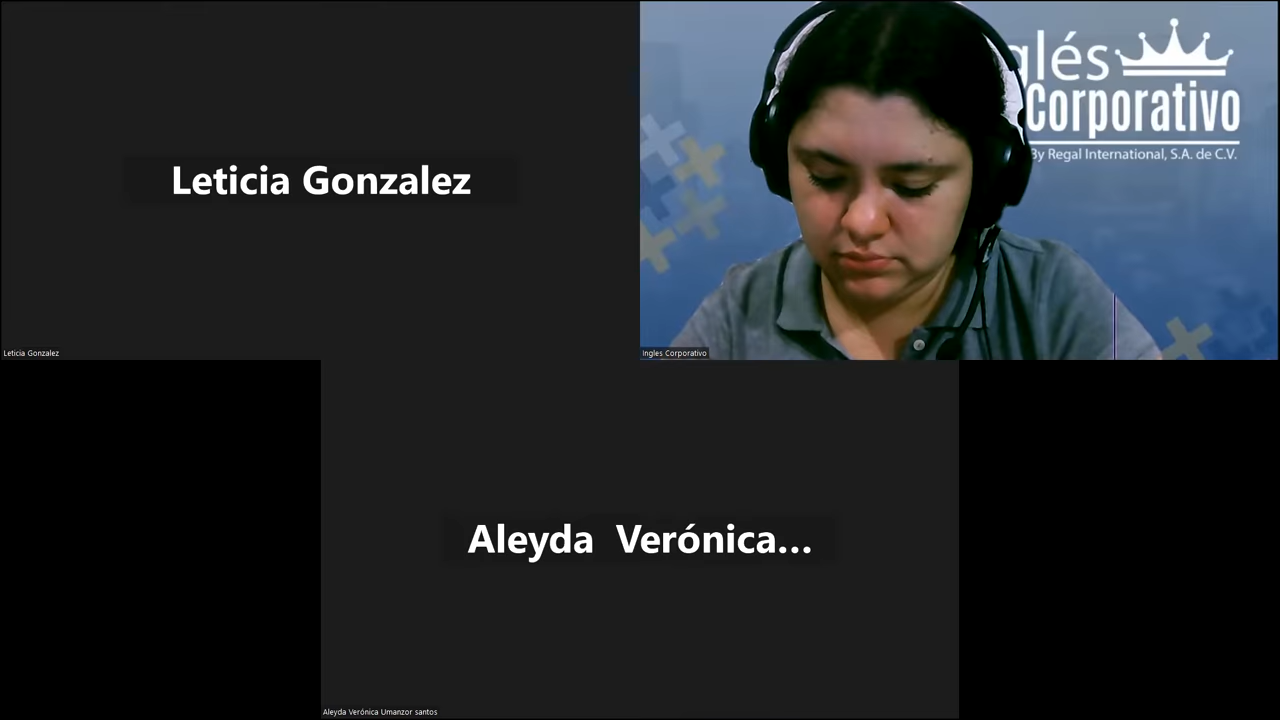 Leticia Gonzalez
Leticia Gonzalez
glés
Corporativo
By Regal International, S.A. de C.V.
Ingles Corporativo
Aleyda Verónica...
Aleyda Verónica Umanzor santos